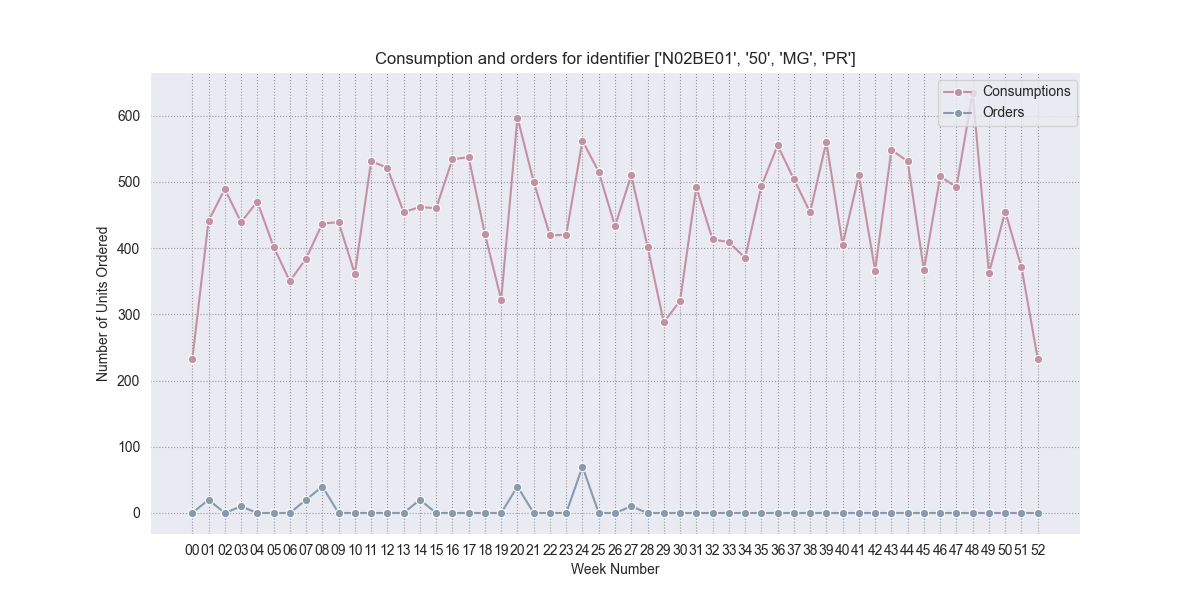 Consumption and orders for identifier ['N02BE01', '50', 'MG', 'PR']
Consumptions
Orders
Number of Units Ordered
600
500
400
300
200
100
0
00 01 02 03 04 05 06 07 08 09 10 11 12 13 14 15 16 17 18 19 20 21 22 23 24 25 26 27 28 29 30 31 32 33 34 35 36 37 38 39 40 41 42 43 44 45 46 47 48 49 50 51 52
Week Number